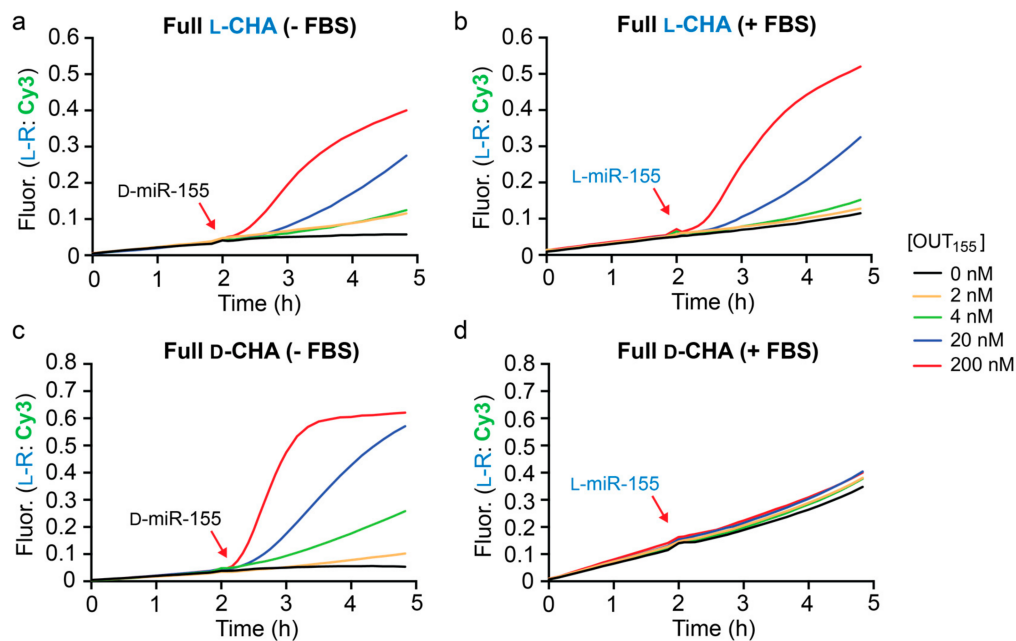 a
Full L-CHA (- FBS)
Fluor. (L-R: Cy3)
0.6
0.5
0.4
0.3
0.2
0.1
0
D-miR-155
0 1 2 3 4 5
Time (h)
b
Full L-CHA (+ FBS)
Fluor. (L-R: Cy3)
0.6
0.5
0.4
0.3
0.2
0.1
0
L-miR-155
0 1 2 3 4 5
Time (h)
[OUT155]
0 nM
2 nM
4 nM
20 nM
200 nM
c
Full D-CHA (- FBS)
Fluor. (L-R: Cy3)
0.8
0.7
0.6
0.5
0.4
0.3
0.2
0.1
0
D-miR-155
0 1 2 3 4 5
Time (h)
d
Full D-CHA (+ FBS)
Fluor. (L-R: Cy3)
0.8
0.7
0.6
0.5
0.4
0.3
0.2
0.1
0
L-miR-155
0 1 2 3 4 5
Time (h)